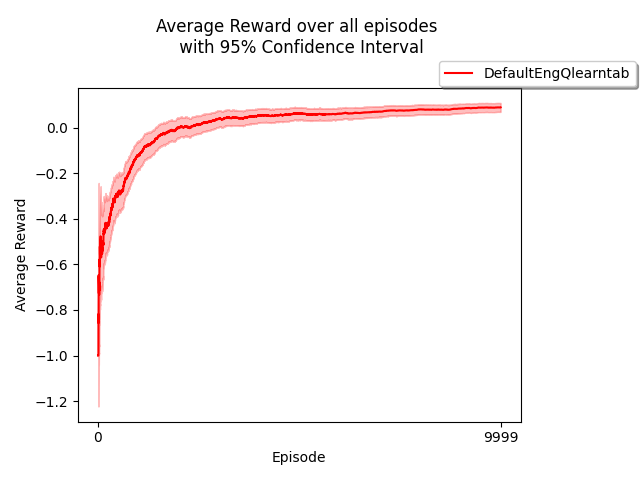 Average Reward over all episodes
with 95% Confidence Interval
DefaultEngQlearntab
0.0
−0.2
−0.4
−0.6
−0.8
−1.0
−1.2
Average Reward
0
9999
Episode